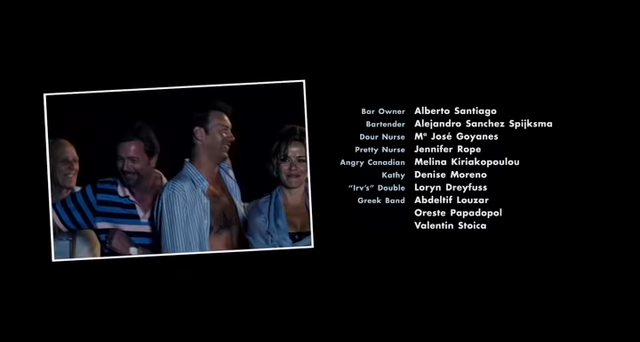 Bar Owner Alberto Santiago
Bartender Alejandro Sanchez Spijksma
Dour Nurse Mª José Goyanes
Pretty Nurse Jennifer Rope
Angry Canadian Melina Kiriakopoulou
Kathy Denise Moreno
"Irv's" Double Loryn Dreyfuss
Greek Band Abdeltif Louzar
Oreste Papadopol
Valentin Stoica